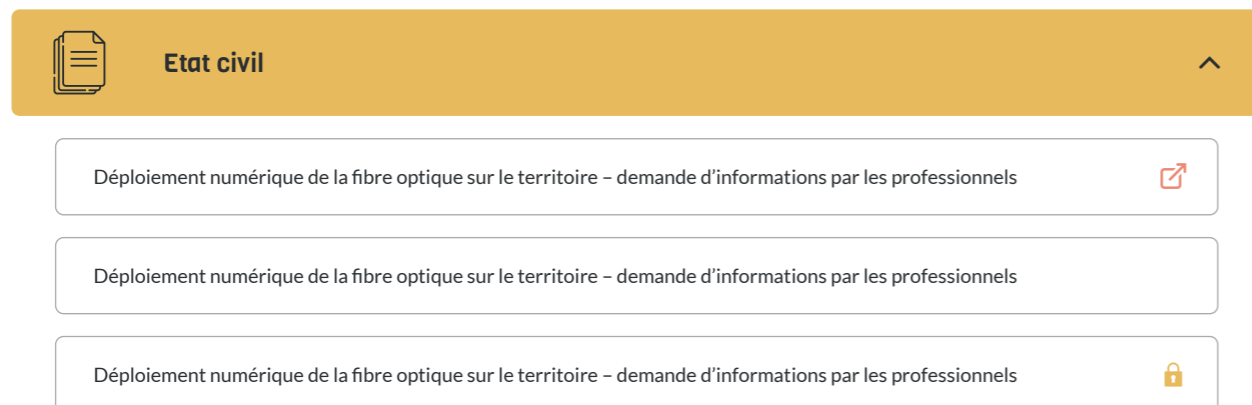 Etat civil
Déploiement numérique de la fibre optique sur le territoire – demande d’informations par les professionnels
Déploiement numérique de la fibre optique sur le territoire – demande d’informations par les professionnels
Déploiement numérique de la fibre optique sur le territoire – demande d’informations par les professionnels